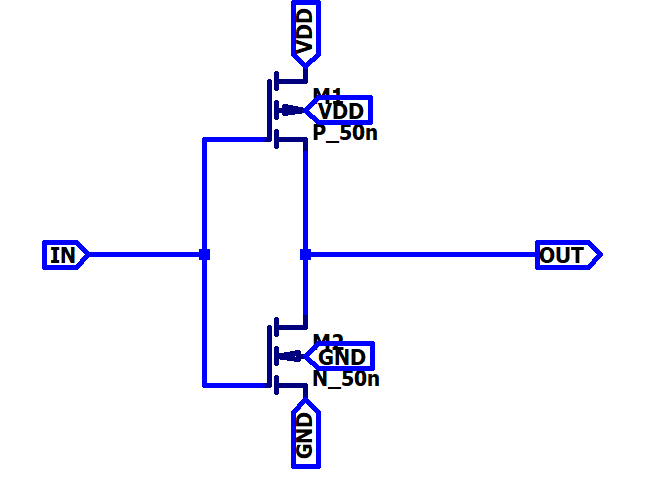 VDD
M1
VDD
P_50n
IN
OUT
M2
GND
N_50n
GND